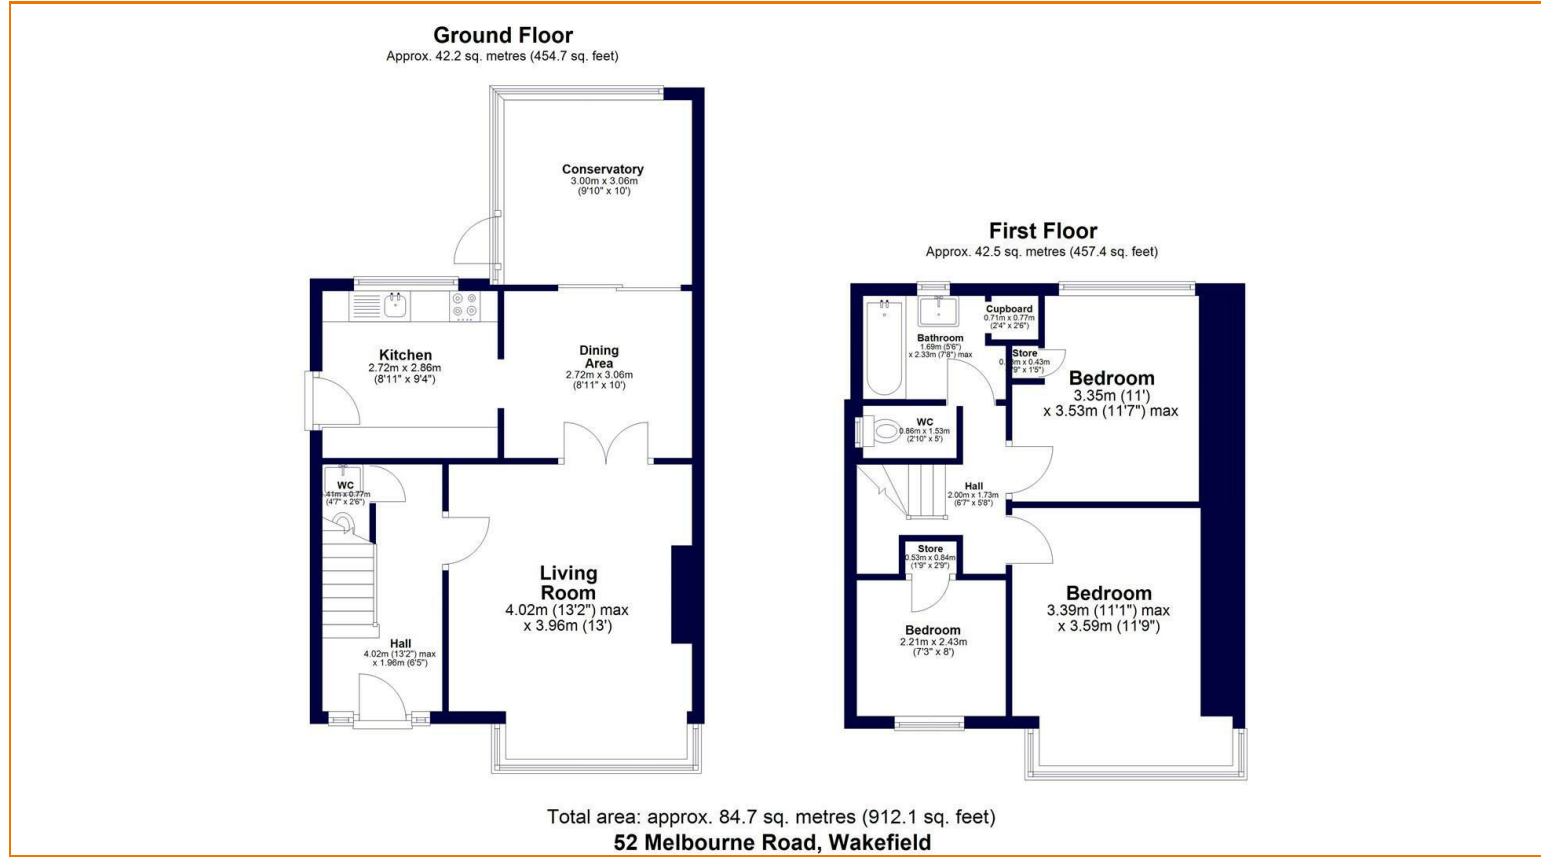 Ground Floor
Approx. 42.2 sq. metres (454.7 sq. feet)
Conservatory
3.00m x 3.06m
(9'10" x 10')
Kitchen
2.72m x 2.86m
(8'11" x 9'4")
Dining
Area
2.72m x 3.06m
(8'11" x 10')
WC
.41m x 0.77m
(4'7" x 2'6")
Living
Room
4.02m (13'2") max
x 3.96m (13')
Hall
4.02m (13'2") max
x 1.96m (6'5")
First Floor
Approx. 42.5 sq. metres (457.4 sq. feet)
Cupboard
0.71m x 0.77m
(2'4" x 2'6")
Bathroom
1.69m (5'6")
x 2.33m (7'8") max
Store
x 0.43m
x 1'5")
Bedroom
3.35m (11')
x 3.53m (11'7") max
WC
0.86m x 1.53m
(2'10" x 5')
Hall
2.00m x 1.73m
(6'7" x 5'8")
Store
0.53m x 0.84m
(1'9" x 2'9")
Bedroom
3.39m (11'1") max
x 3.59m (11'9")
Bedroom
2.21m x 2.43m
(7'3" x 8')
Total area: approx. 84.7 sq. metres (912.1 sq. feet)
52 Melbourne Road, Wakefield